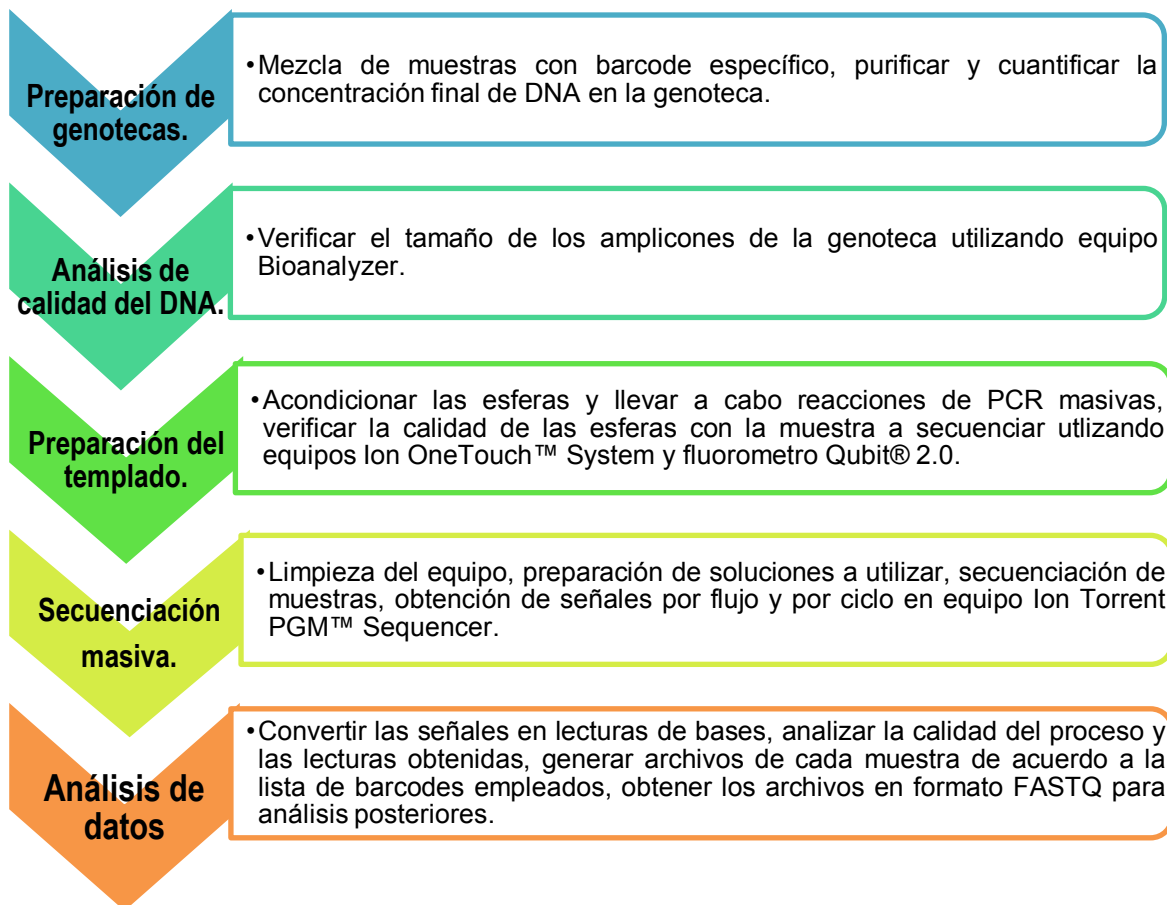 Preparación de
genotecas.
•Mezcla de muestras con barcode específico, purificar y cuantificar la
concentración final de DNA en la genoteca.
Análisis de
calidad del DNA.
•Verificar el tamaño de los amplicones de la genoteca utilizando equipo
Bioanalyzer.
Preparación del
templado.
•Acondicionar las esferas y llevar a cabo reacciones de PCR masivas,
verificar la calidad de las esferas con la muestra a secuenciar utlizando
equipos Ion OneTouch™ System y fluorometro Qubit® 2.0.
Secuenciación
masiva.
•Limpieza del equipo, preparación de soluciones a utilizar, secuenciación de
muestras, obtención de señales por flujo y por ciclo en equipo Ion Torrent
PGM™ Sequencer.
Análisis de
datos
•Convertir las señales en lecturas de bases, analizar la calidad del proceso y
las lecturas obtenidas, generar archivos de cada muestra de acuerdo a la
lista de barcodes empleados, obtener los archivos en formato FASTQ para
análisis posteriores.